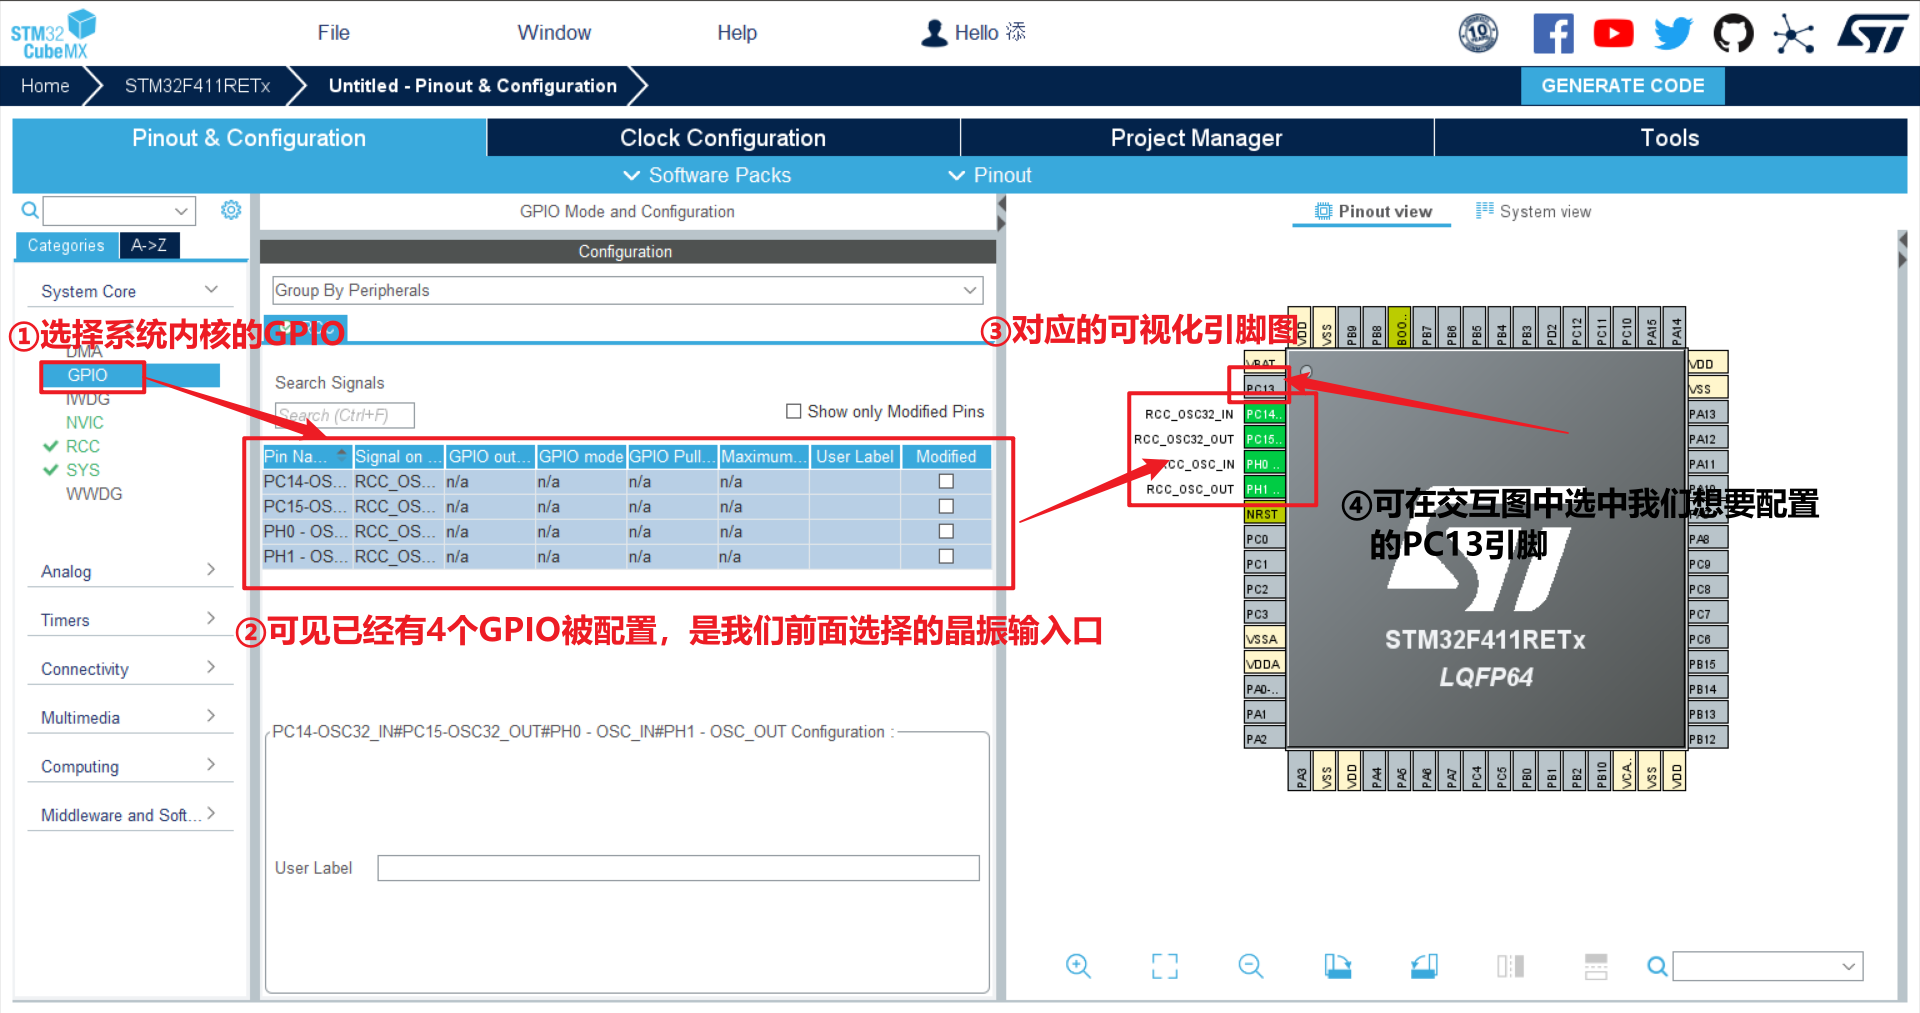 STM32
CubeMX
File
Window
Help
Hello 添
10
Home
STM32F411RETx
Untitled - Pinout & Configuration
GENERATE CODE
Pinout & Configuration
Clock Configuration
Project Manager
Tools
Software Packs
Pinout
Categories
A->Z
System Core
①选择系统内核的GPIO
DMA
GPIO
IWDG
NVIC
RCC
SYS
WWDG
Analog
Timers
Connectivity
Multimedia
Computing
Middleware and Soft...
GPIO Mode and Configuration
Configuration
Group By Peripherals
Search Signals
Search (Ctrl+F)
Show only Modified Pins
Pin Na... Signal on ... GPIO out... GPIO mode GPIO Pull... Maximum... User Label Modified
PC14-OS... RCC_OS... n/a n/a n/a n/a
PC15-OS... RCC_OS... n/a n/a n/a n/a
PH0 - OS... RCC_OS... n/a n/a n/a n/a
PH1 - OS... RCC_OS... n/a n/a n/a n/a
②可见已经有4个GPIO被配置，是我们前面选择的晶振输入口
PC14-OSC32_IN#PC15-OSC32_OUT#PH0 - OSC_IN#PH1 - OSC_OUT Configuration :
User Label
Pinout view
System view
③对应的可视化引脚图
VDD VSS PB9 PB8 BOO.. PB7 PB6 PB5 PB4 PB3 PD2 PC12 PC11 PC10 PA15 PA14
VBAT
PC13
RCC_OSC32_IN PC14..
RCC_OSC32_OUT PC15..
RCC_OSC_IN PH0 ..
RCC_OSC_OUT PH1 ..
NRST
PC0
PC1
PC2
PC3
VSSA
VDDA
PA0-..
PA1
PA2
④可在交互图中选中我们想要配置
的PC13引脚
STM32F411RETx
LQFP64
VDD
VSS
PA13
PA12
PA11
PA10
PA8
PC9
PC8
PC7
PC6
PB15
PB14
PB13
PB12
PA3 VSS VDD PA4 PA5 PA6 PA7 PC4 PC5 PB0 PB1 PB2 PB10 VCA.. VSS VDD